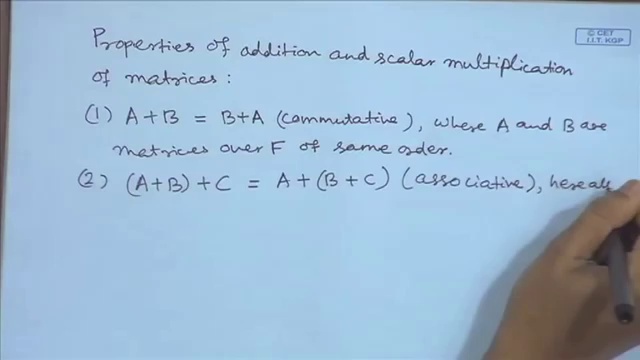 © CET
I.I.T. KGP
Properties of addition and scalar multiplication
of matrices :
(1) A+B = B+A (commutative), where A and B are
matrices over F of same order.
(2) (A+B)+C = A+(B+C) (associative), here